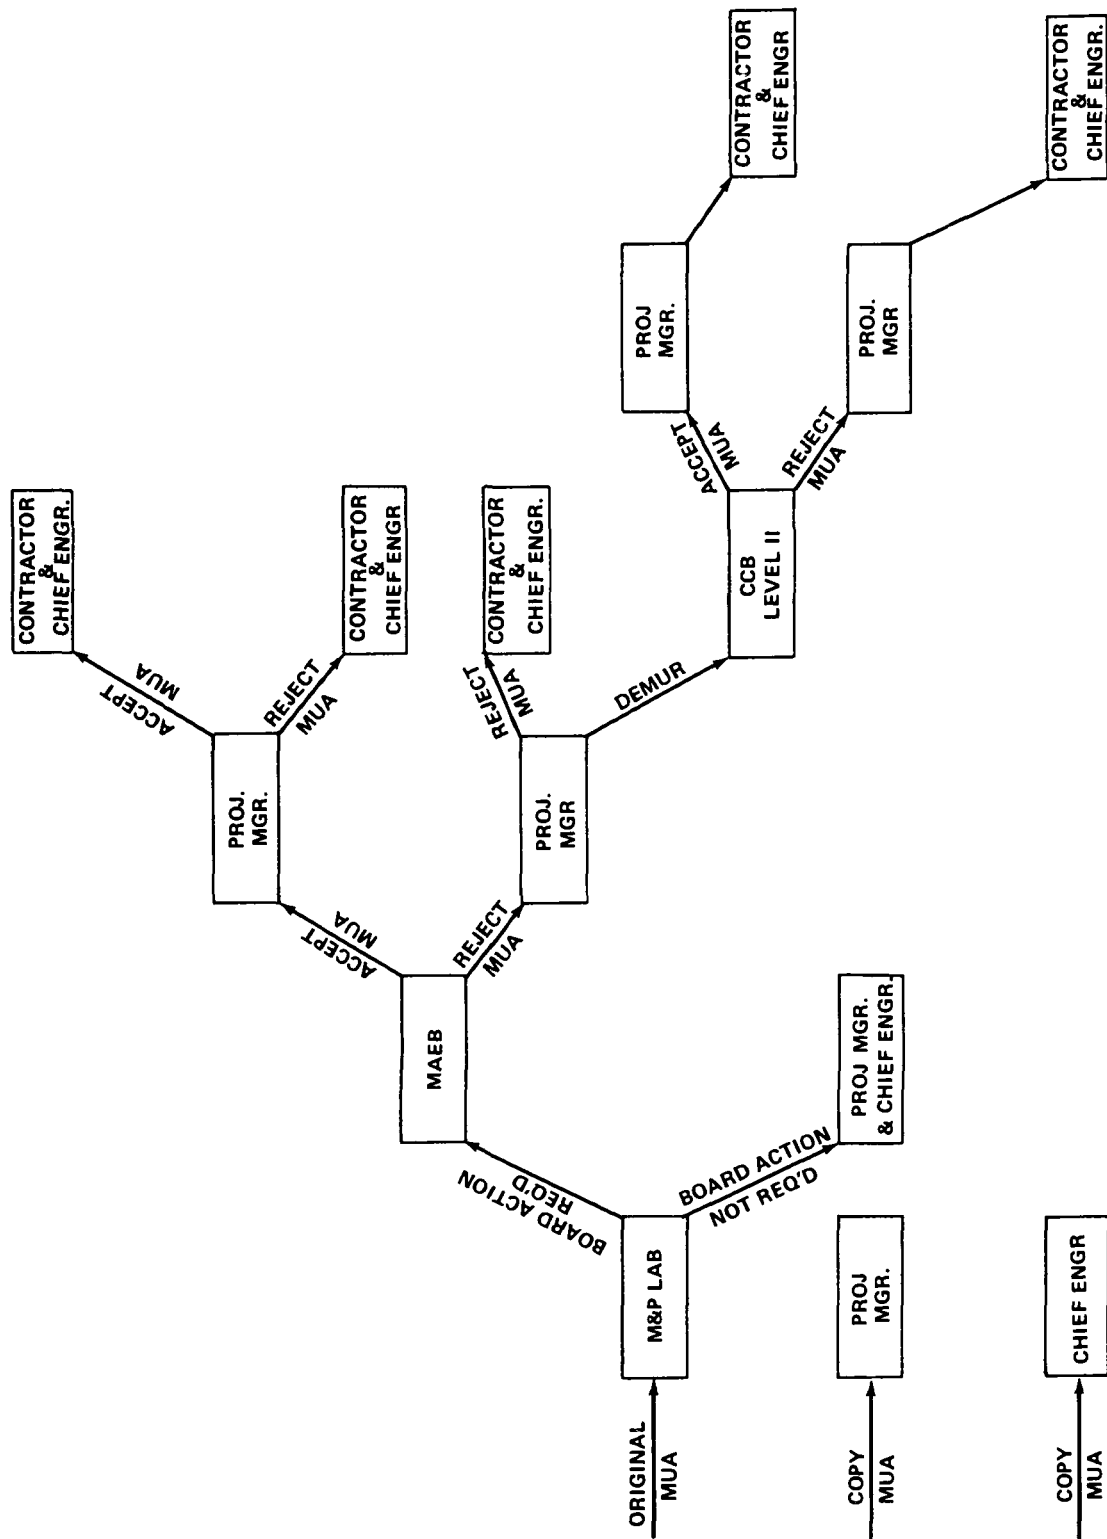 ORIGINAL
MUA
M&P LAB
COPY
MUA
PROJ
MGR.
COPY
MUA
CHIEF ENGR
BOARD ACTION
REQ'D
BOARD ACTION
NOT REQ'D
MAEB
PROJ MGR.
& CHIEF ENGR.
ACCEPT
MUA
REJECT
MUA
PROJ.
MGR.
PROJ.
MGR
ACCEPT
MUA
REJECT
MUA
REJECT
MUA
DEMUR
CONTRACTOR
&
CHIEF ENGR.
CONTRACTOR
&
CHIEF ENGR
CONTRACTOR
&
CHIEF ENGR.
CCB
LEVEL II
ACCEPT
MUA
REJECT
MUA
PROJ
MGR.
PROJ.
MGR
CONTRACTOR
&
CHIEF ENGR
CONTRACTOR
&
CHIEF ENGR.